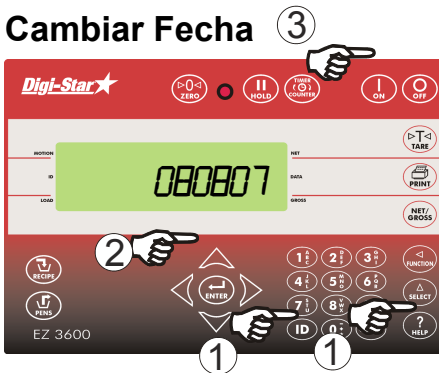 Cambiar Fecha ③
Digi-Star
▷0◁ ZERO
HOLD
TIMER COUNTER
ON
OFF
MOTION
ID
LOAD
080807
NET
DATA
GROSS
▷T◁ TARE
PRINT
NET/ GROSS
②
RECIPE
PENS
ENTER
1
2
3
FUNCTION
4
5 M N O
6 P Q R
SELECT
7
8
ID
0
? HELP
EZ 3600
①
①